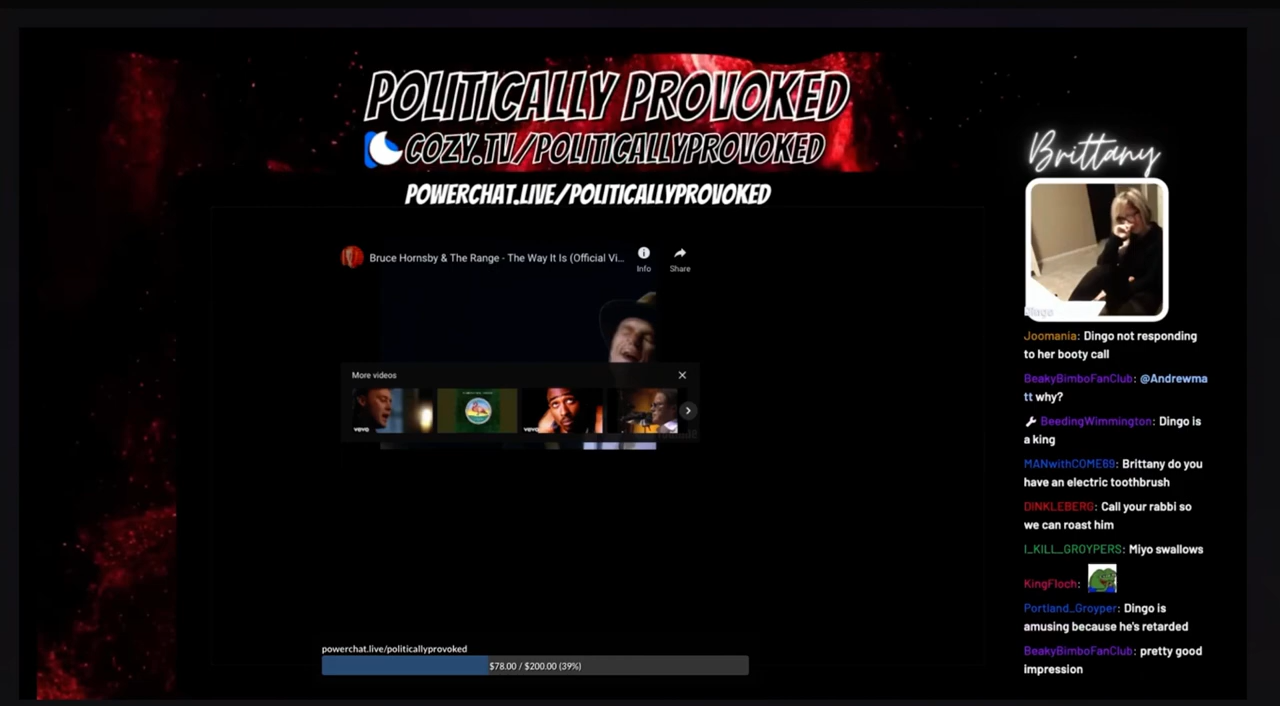 POLITICALLY PROVOKED
COZY.TV/POLITICALLYPROVOKED
POWERCHAT.LIVE/POLITICALLYPROVOKED
Bruce Hornsby & The Range - The Way It Is (Official Vi...
Info
Share
More videos
vevo
vevo
powerchat.live/politicallyprovoked
$78.00 / $200.00 (39%)
Brittany
Joomania: Dingo not responding
to her booty call
BeakyBimboFanClub: @Andrewma
tt why?
BeedingWimmington: Dingo is
a king
MANwithCOME69: Brittany do you
have an electric toothbrush
DINKLEBERG: Call your rabbi so
we can roast him
I_KILL_GROYPERS: Miyo swallows
KingFloch:
Portland_Groyper: Dingo is
amusing because he's retarded
BeakyBimboFanClub: pretty good
impression